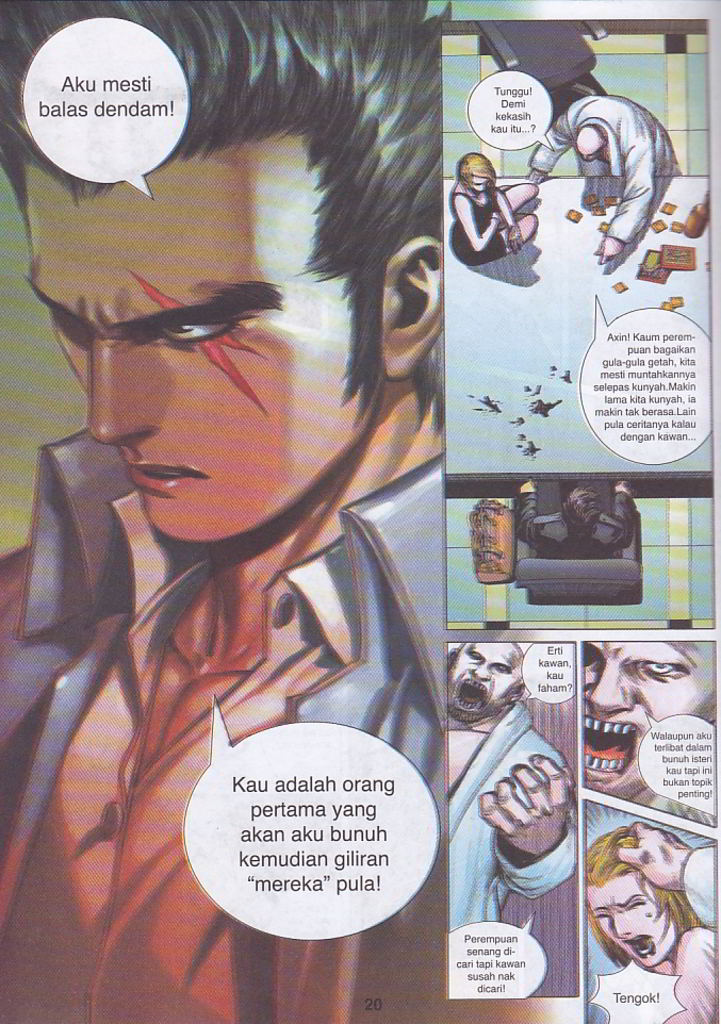 Aku mesti
balas dendam!
Kau adalah orang
pertama yang
akan aku bunuh
kemudian giliran
“mereka” pula!
Tunggu!
Demi
kekasih
kau itu...?
Axin! Kaum perem-
puan bagaikan
gula-gula getah, kita
mesti muntahkannya
selepas kunyah.Makin
lama kita kunyah, ia
makin tak berasa.Lain
pula ceritanya kalau
dengan kawan...
Erti
kawan,
kau
faham?
Perempuan
senang di-
cari tapi kawan
susah nak
dicari!
Walaupun aku
terlibat dalam
bunuh isteri
kau tapi ini
bukan topik
penting!
Tengok!
20